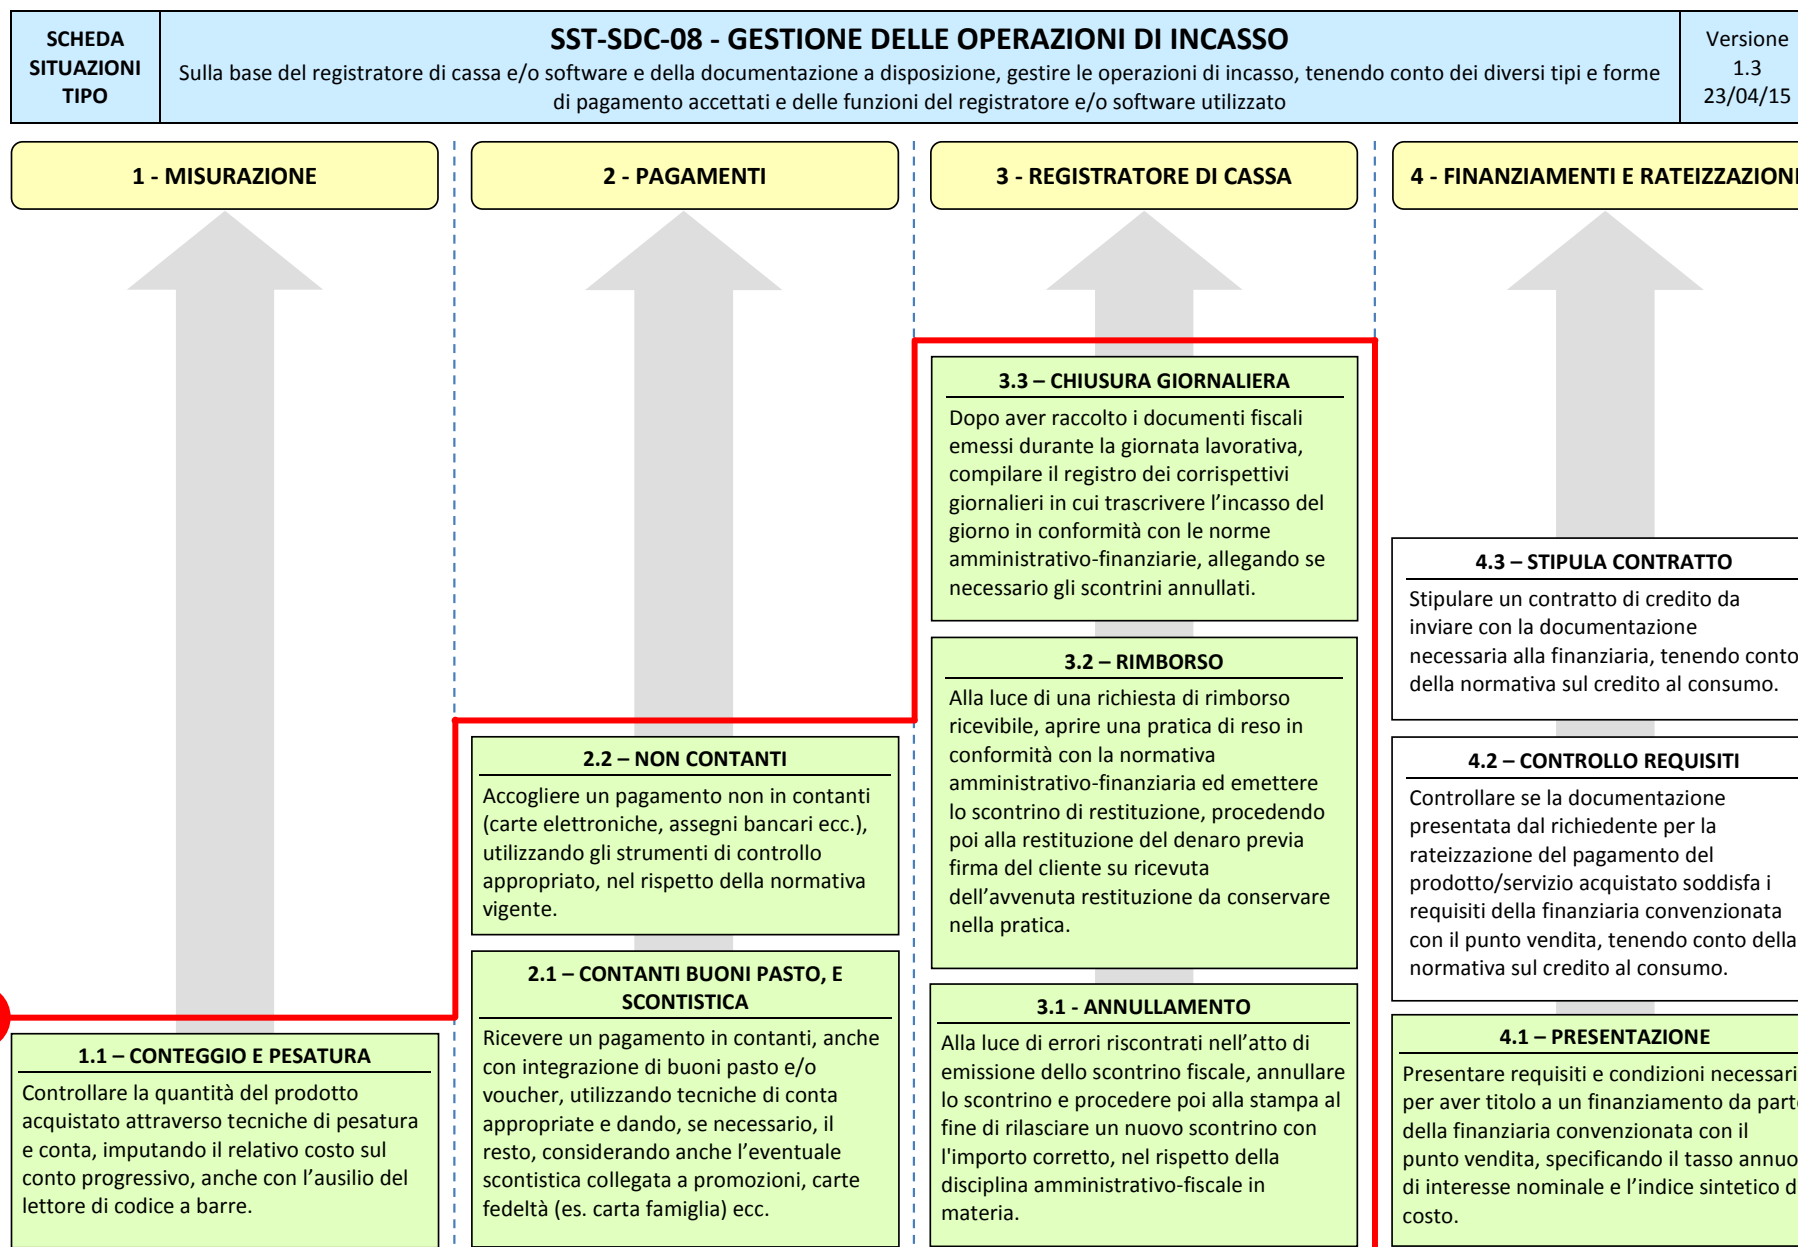 SCHEDA
SITUAZIONI
TIPO
SST-SDC-08 - GESTIONE DELLE OPERAZIONI DI INCASSO
Sulla base del registratore di cassa e/o software e della documentazione a disposizione, gestire le operazioni di incasso, tenendo conto dei diversi tipi e forme
di pagamento accettati e delle funzioni del registratore e/o software utilizzato
Versione
1.3
23/04/15
1 - MISURAZIONE
2 - PAGAMENTI
3 - REGISTRATORE DI CASSA
4 - FINANZIAMENTI E RATEIZZAZIONI
1.1 – CONTEGGIO E PESATURA
Controllare la quantità del prodotto
acquistato attraverso tecniche di pesatura
e conta, imputando il relativo costo sul
conto progressivo, anche con l’ausilio del
lettore di codice a barre.
2.2 – NON CONTANTI
Accogliere un pagamento non in contanti
(carte elettroniche, assegni bancari ecc.),
utilizzando gli strumenti di controllo
appropriato, nel rispetto della normativa
vigente.
2.1 – CONTANTI BUONI PASTO, E
SCONTISTICA
Ricevere un pagamento in contanti, anche
con integrazione di buoni pasto e/o
voucher, utilizzando tecniche di conta
appropriate e dando, se necessario, il
resto, considerando anche l’eventuale
scontistica collegata a promozioni, carte
fedeltà (es. carta famiglia) ecc.
3.3 – CHIUSURA GIORNALIERA
Dopo aver raccolto i documenti fiscali
emessi durante la giornata lavorativa,
compilare il registro dei corrispettivi
giornalieri in cui trascrivere l’incasso del
giorno in conformità con le norme
amministrativo-finanziarie, allegando se
necessario gli scontrini annullati.
3.2 – RIMBORSO
Alla luce di una richiesta di rimborso
ricevibile, aprire una pratica di reso in
conformità con la normativa
amministrativo-finanziaria ed emettere
lo scontrino di restituzione, procedendo
poi alla restituzione del denaro previa
firma del cliente su ricevuta
dell’avvenuta restituzione da conservare
nella pratica.
3.1 - ANNULLAMENTO
Alla luce di errori riscontrati nell’atto di
emissione dello scontrino fiscale, annullare
lo scontrino e procedere poi alla stampa al
fine di rilasciare un nuovo scontrino con
l'importo corretto, nel rispetto della
disciplina amministrativo-fiscale in
materia.
4.3 – STIPULA CONTRATTO
Stipulare un contratto di credito da
inviare con la documentazione
necessaria alla finanziaria, tenendo conto
della normativa sul credito al consumo.
4.2 – CONTROLLO REQUISITI
Controllare se la documentazione
presentata dal richiedente per la
rateizzazione del pagamento del
prodotto/servizio acquistato soddisfa i
requisiti della finanziaria convenzionata
con il punto vendita, tenendo conto della
normativa sul credito al consumo.
4.1 – PRESENTAZIONE
Presentare requisiti e condizioni necessari
per aver titolo a un finanziamento da parte
della finanziaria convenzionata con il
punto vendita, specificando il tasso annuo
di interesse nominale e l’indice sintetico d
costo.